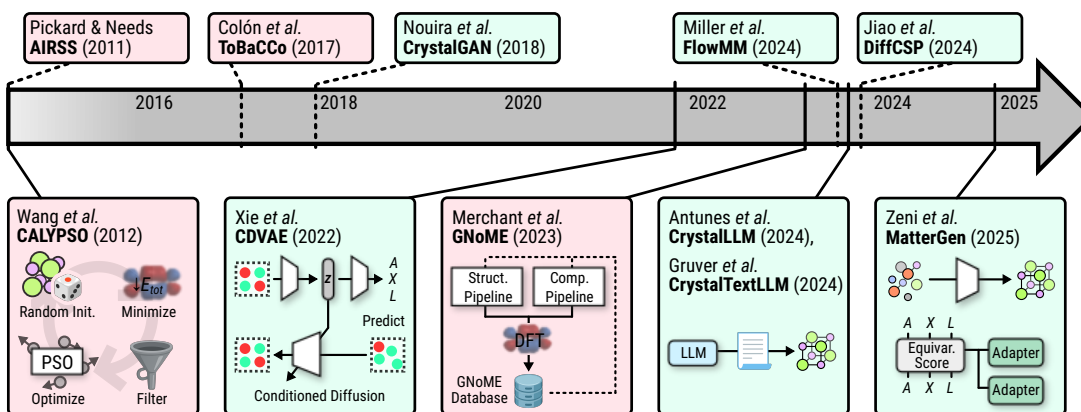 Pickard & Needs
AIRSS (2011)
Colón et al.
ToBaCCo (2017)
Nouira et al.
CrystalGAN (2018)
Miller et al.
FlowMM (2024)
Jiao et al.
DiffCSP (2024)
2016
2018
2020
2022
2024
2025
Wang et al.
CALYPSO (2012)
Random Init.
↓Etot
Minimize
PSO
Optimize
Filter
Xie et al.
CDVAE (2022)
z
A
X
L
Predict
Conditioned Diffusion
Merchant et al.
GNoME (2023)
Struct.
Pipeline
Comp.
Pipeline
DFT
GNoME
Database
Antunes et al.
CrystalLLM (2024),
Gruver et al.
CrystalTextLLM (2024)
LLM
Zeni et al.
MatterGen (2025)
A X L
Equivar.
Score
A X L
Adapter
Adapter